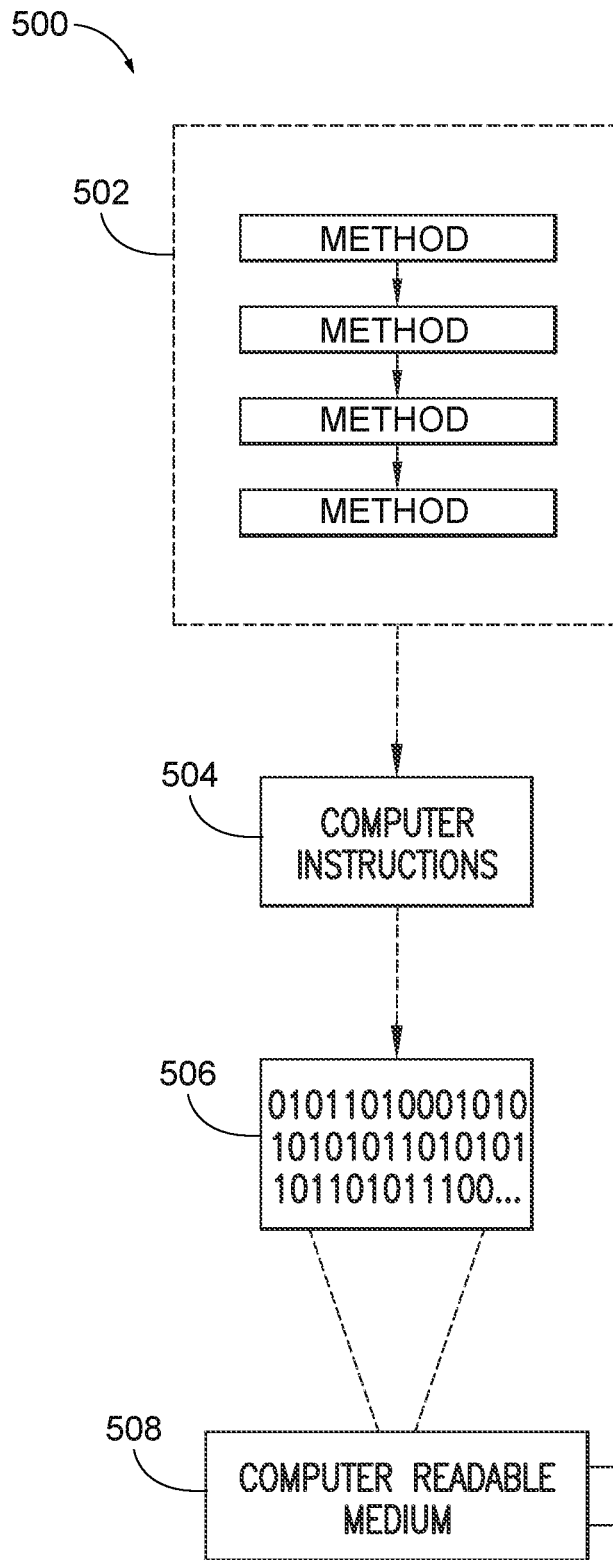 500
502
METHOD
METHOD
METHOD
METHOD
504
COMPUTER
INSTRUCTIONS
506
01011010001010
10101011010101
101101011100...
508
COMPUTER READABLE
MEDIUM